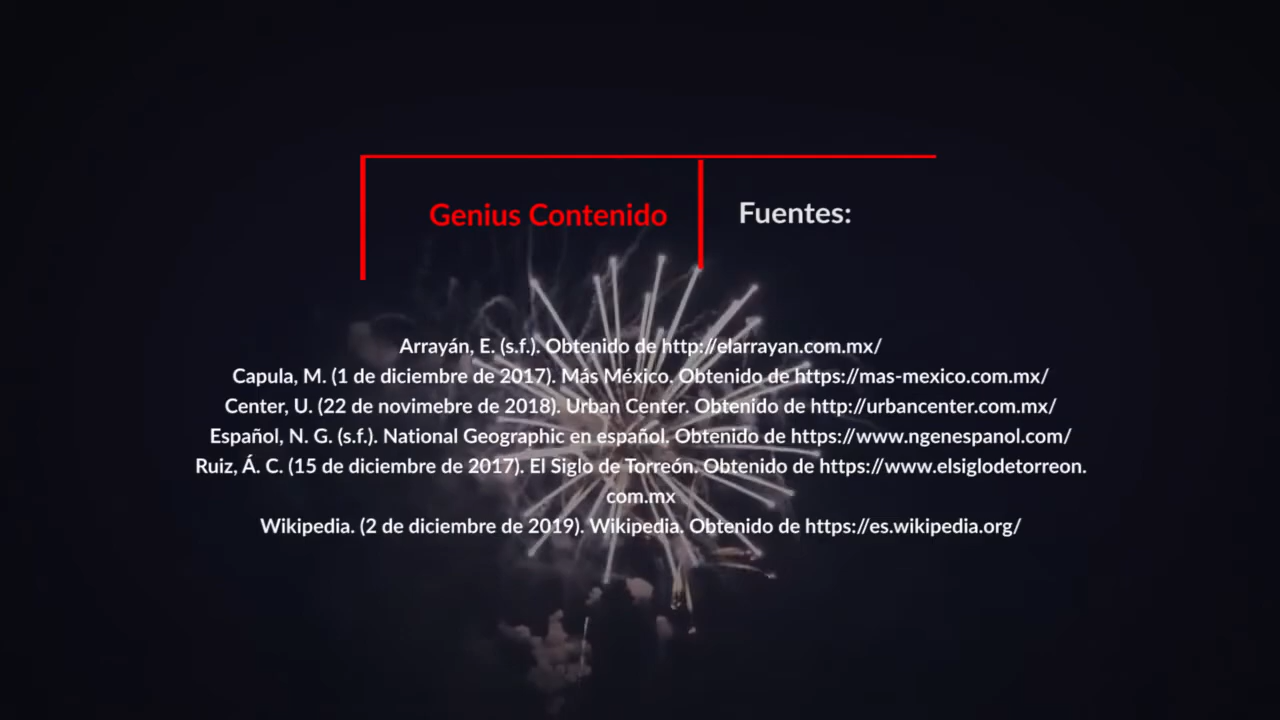 Genius Contenido
Fuentes:
Arrayán, E. (s.f.). Obtenido de http://elarrayan.com.mx/
Capula, M. (1 de diciembre de 2017). Más México. Obtenido de https://mas-mexico.com.mx/
Center, U. (22 de novimebre de 2018). Urban Center. Obtenido de http://urbancenter.com.mx/
Español, N. G. (s.f.). National Geographic en español. Obtenido de https://www.ngenespanol.com/
Ruiz, Á. C. (15 de diciembre de 2017). El Siglo de Torreón. Obtenido de https://www.elsiglodetorreon.
com.mx
Wikipedia. (2 de diciembre de 2019). Wikipedia. Obtenido de https://es.wikipedia.org/